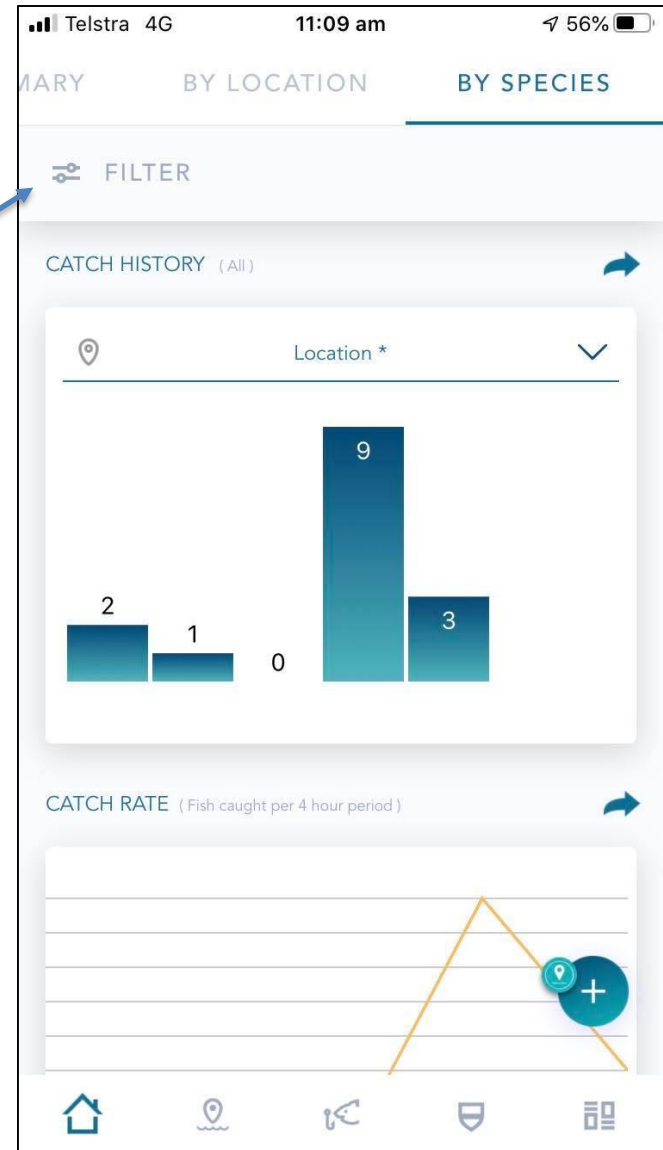 Telstra 4G 11:09 am 56%
MARY BY LOCATION BY SPECIES
FILTER
CATCH HISTORY ( All )
Location *
9
2
1
0
3
CATCH RATE ( Fish caught per 4 hour period )
+